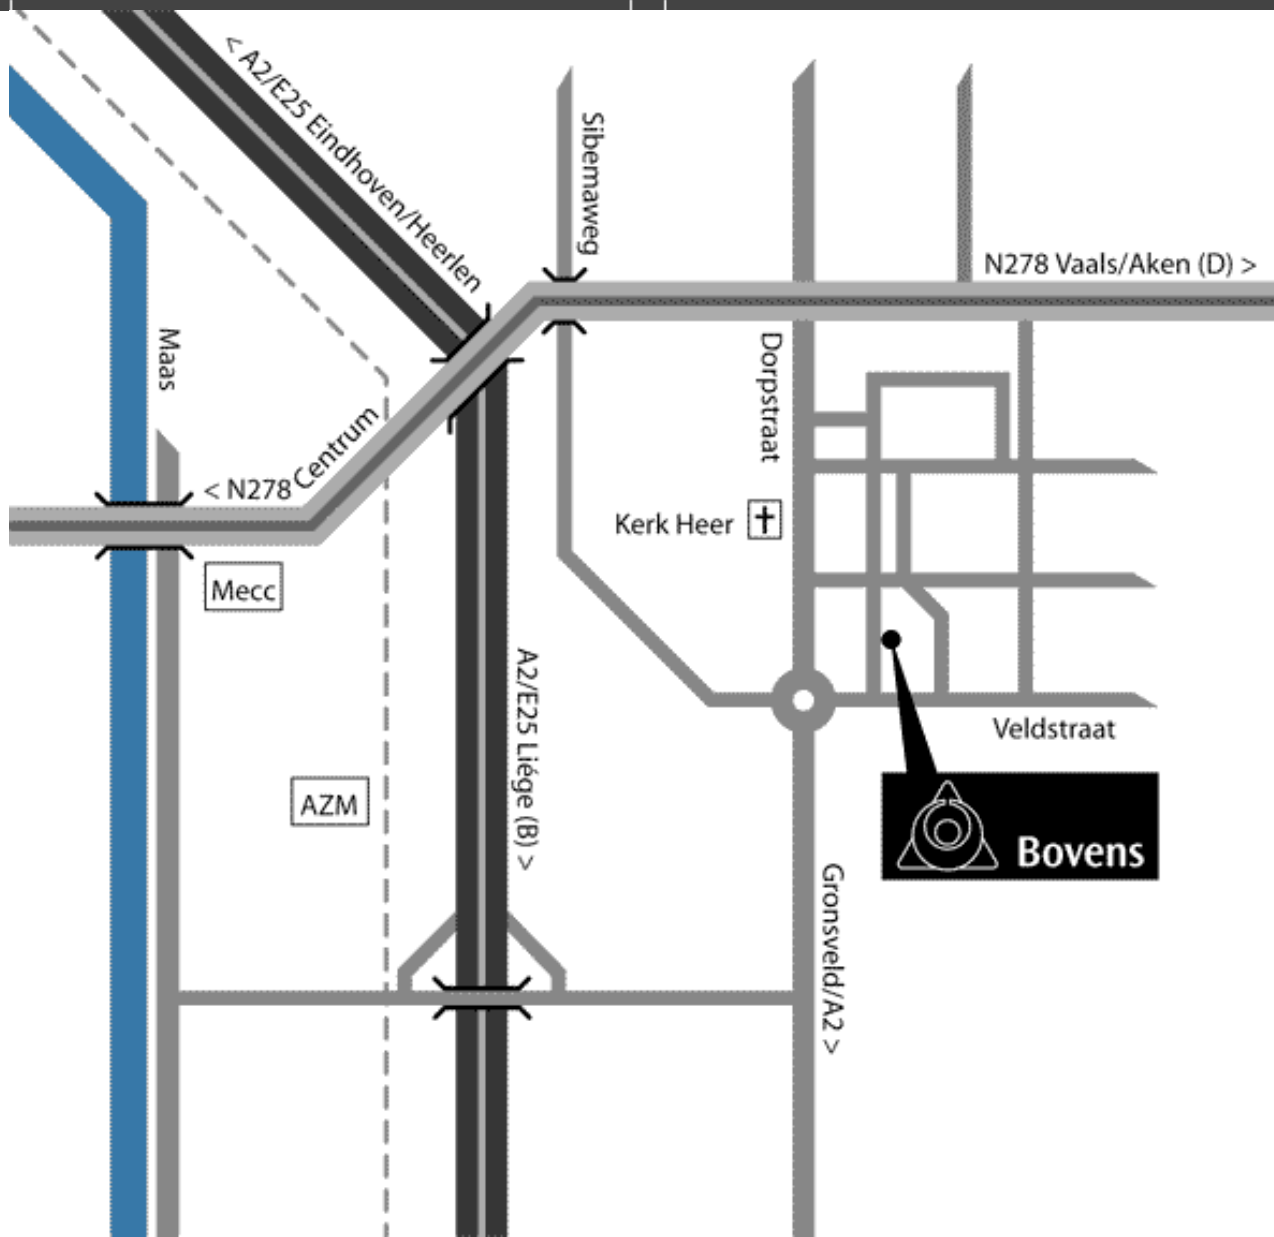 < A2/E25 Eindhoven/Heerlen
Sibemaweg
N278 Vaals/Aken (D) >
Maas
Dorpstraat
< N278 Centrum
Kerk Heer
Mecc
A2/E25 Liége (B) >
Veldstraat
AZM
Bovens
Gronsveld/A2 >